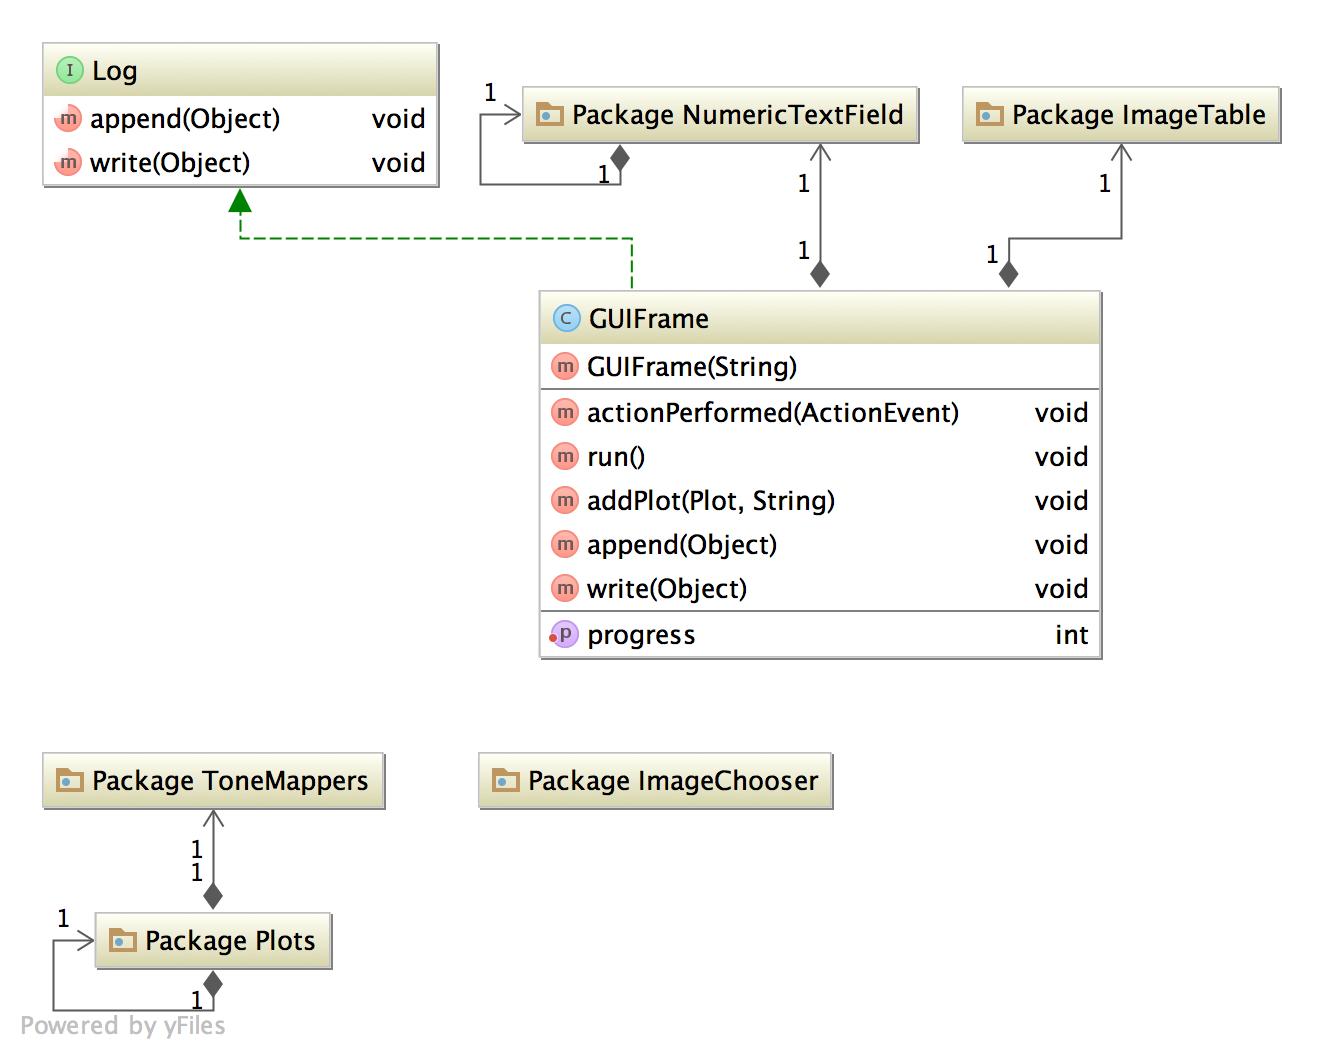 I Log
m append(Object) void
m write(Object) void
1
Package NumericTextField
1
Package ImageTable
1
1
1
1
C GUIFrame
m GUIFrame(String)
m actionPerformed(ActionEvent) void
m run() void
m addPlot(Plot, String) void
m append(Object) void
m write(Object) void
p progress int
Package ToneMappers
Package ImageChooser
1
1
1
Package Plots
1
Powered by yFiles